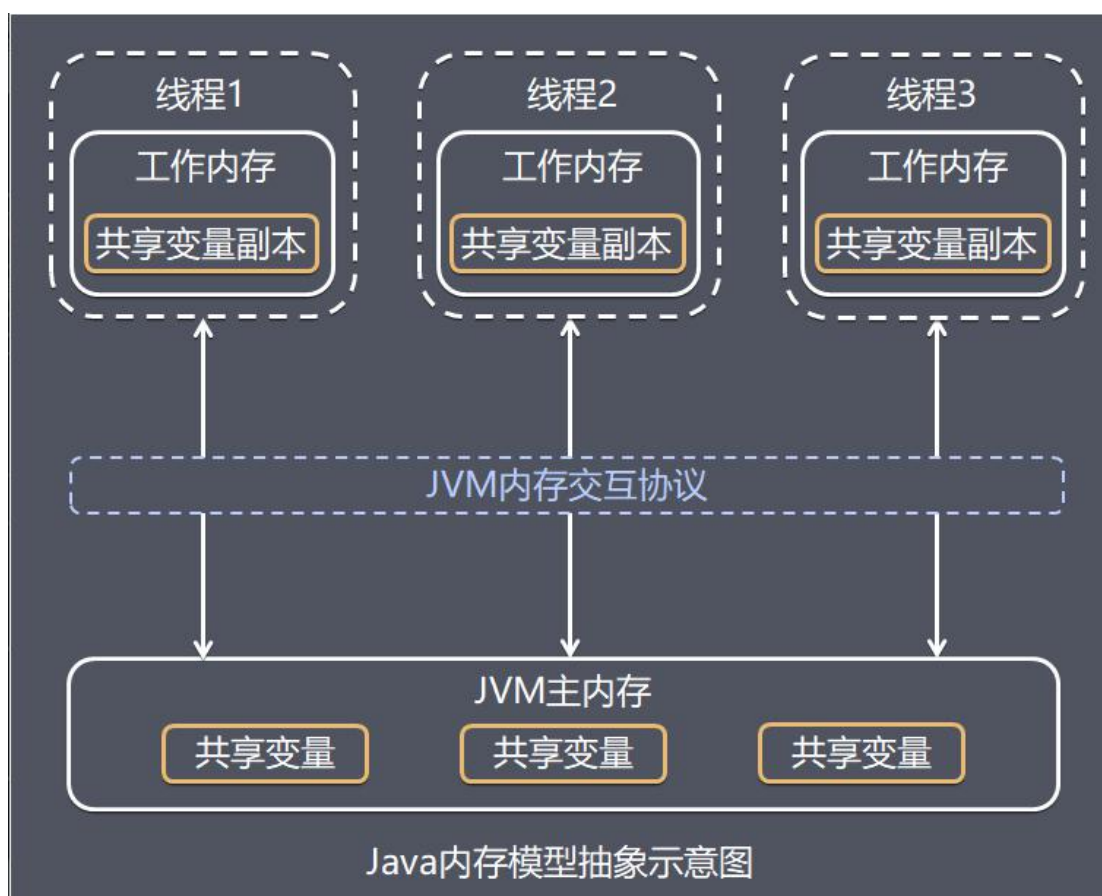 线程1
线程2
线程3
工作内存
工作内存
工作内存
共享变量副本
共享变量副本
共享变量副本
JVM内存交互协议
JVM主内存
共享变量
共享变量
共享变量
Java内存模型抽象示意图